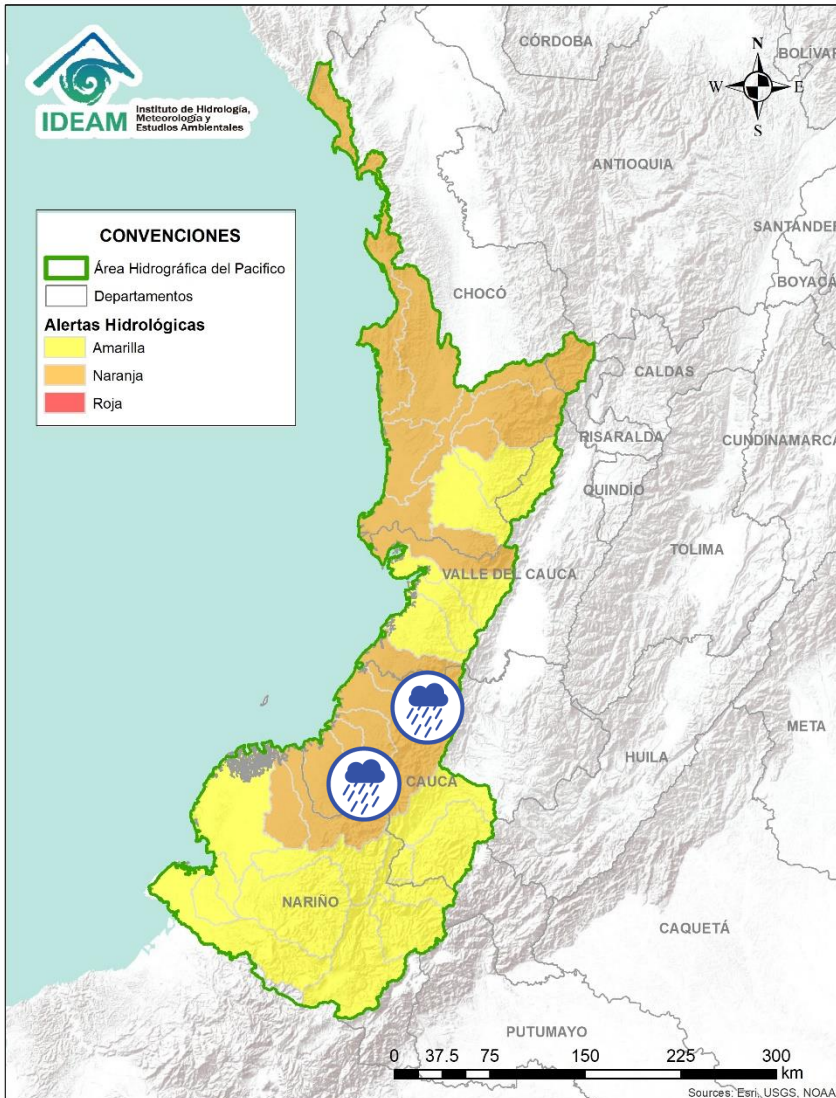 IDEAM
Instituto de Hidrología,
Meteorología y
Estudios Ambientales
CÓRDOBA
BOLÍVAR
N
W
E
S
ANTIOQUIA
SANTANDER
BOYACÁ
CONVENCIONES
Área Hidrográfica del Pacifico
Departamentos
Alertas Hidrológicas
Amarilla
Naranja
Roja
CHOCÓ
CALDAS
RISARALDA
CUNDINAMARCA
QUINDÍO
TOLIMA
VALLE DEL CAUCA
META
HUILA
CAUCA
NARIÑO
CAQUETÁ
PUTUMAYO
0 37.5 75 150 225 300
km
Sources: Esri, USGS, NOAA